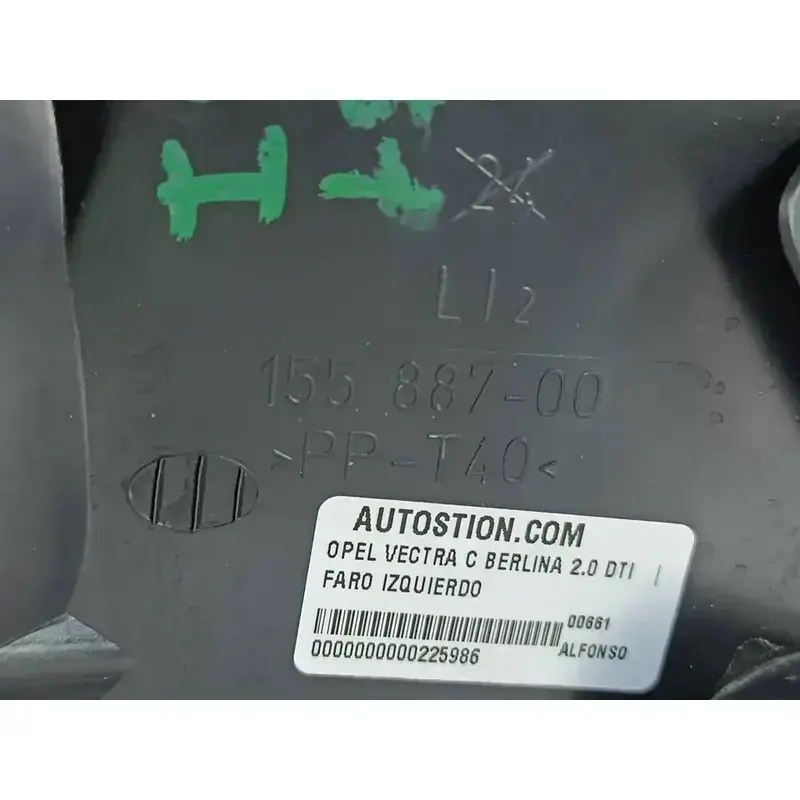 24
LI2
155 887-00
>PP-T40<
AUTOSTION.COM
OPEL VECTRA C BERLINA 2.0 DTI |
FARO IZQUIERDO
00661
0000000000225986
ALFONSO